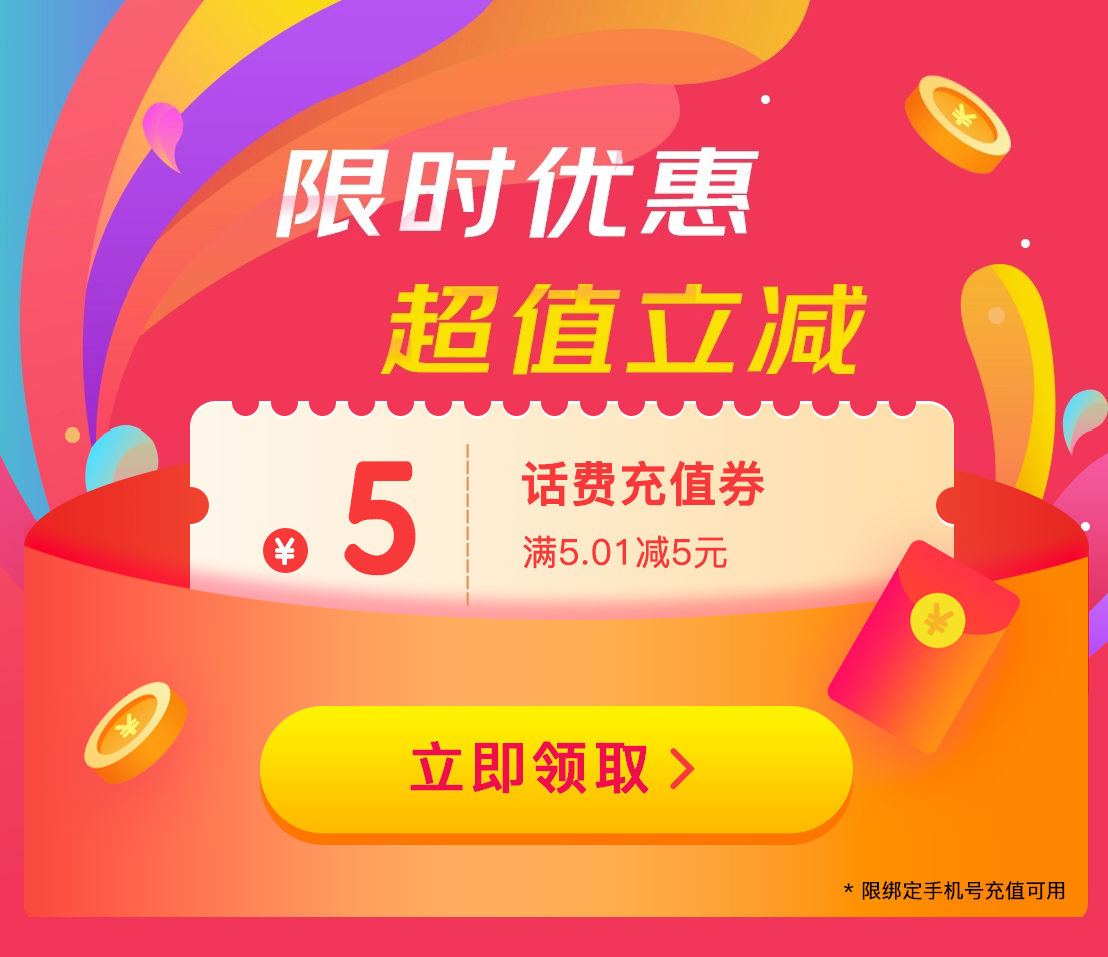 限时优惠
超值立减
¥ 5
话费充值券
满5.01减5元
立即领取 >
* 限绑定手机号充值可用